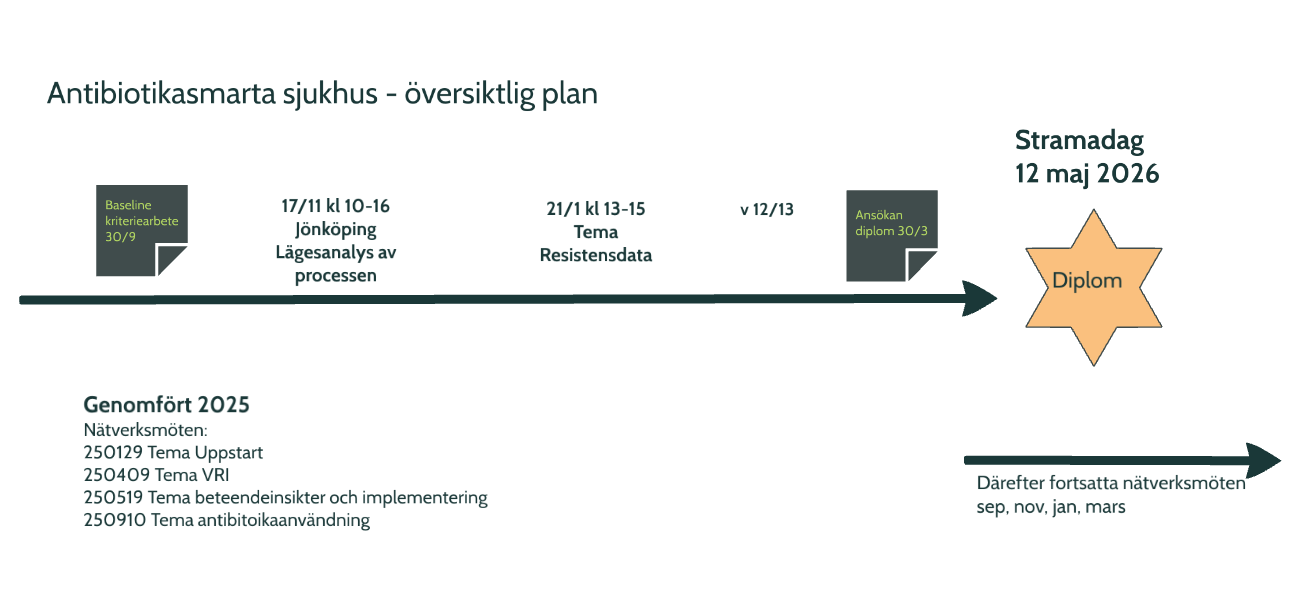 Antibiotikasmarta sjukhus - översiktlig plan
Stramadag
12 maj 2026
Baseline
kriteriearbete
30/9
17/11 kl 10-16
Jönköping
Lägesanalys av
processen
21/1 kl 13-15
Tema
Resistensdata
v 12/13
Ansökan
diplom 30/3
Diplom
Genomfört 2025
Nätverksmöten:
250129 Tema Uppstart
250409 Tema VRI
250519 Tema beteendeinsikter och implementering
250910 Tema antibitoikaanvändning
Därefter fortsatta nätverksmöten
sep, nov, jan, mars